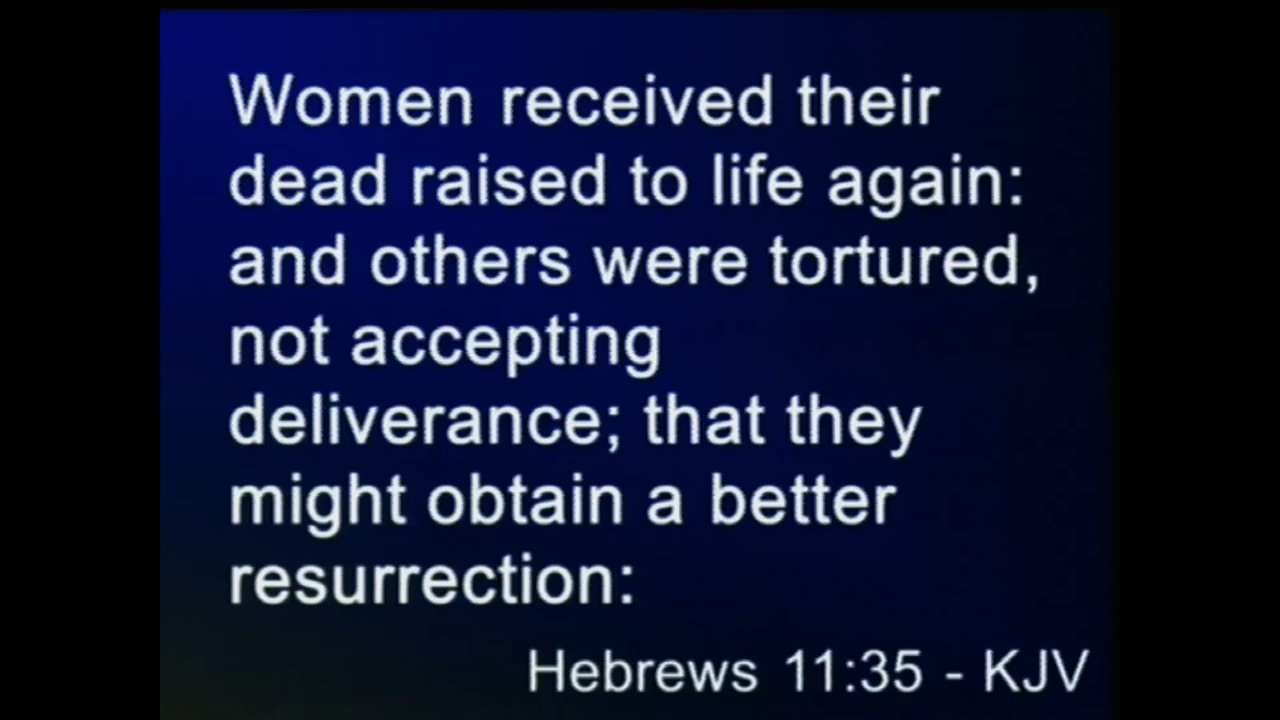 Women received their
dead raised to life again:
and others were tortured,
not accepting
deliverance; that they
might obtain a better
resurrection:
Hebrews 11:35 - KJV